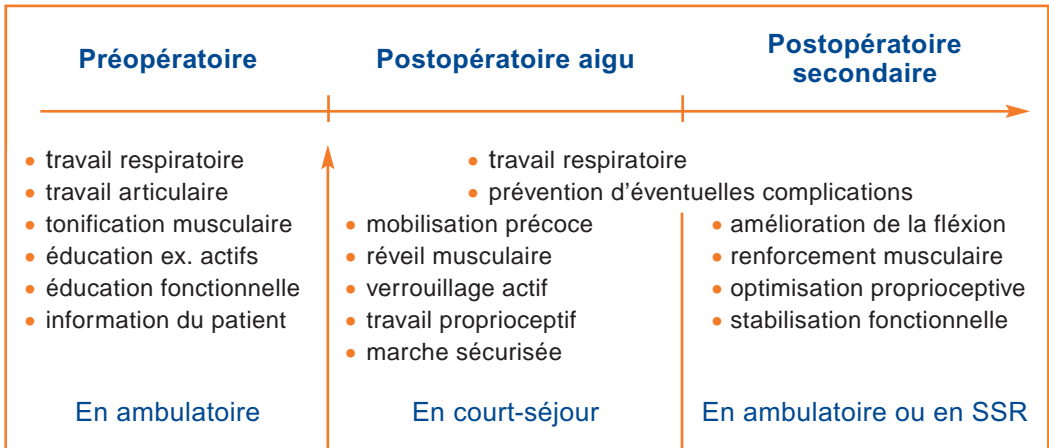 Préopératoire
Postopératoire aigu
Postopératoire
secondaire
• travail respiratoire
• travail articulaire
• tonification musculaire
• éducation ex. actifs
• éducation fonctionnelle
• information du patient
• travail respiratoire
• prévention d'éventuelles complications
• mobilisation précoce
• réveil musculaire
• verrouillage actif
• travail proprioceptif
• marche sécurisée
• amélioration de la fléxion
• renforcement musculaire
• optimisation proprioceptive
• stabilisation fonctionnelle
En ambulatoire
En court-séjour
En ambulatoire ou en SSR